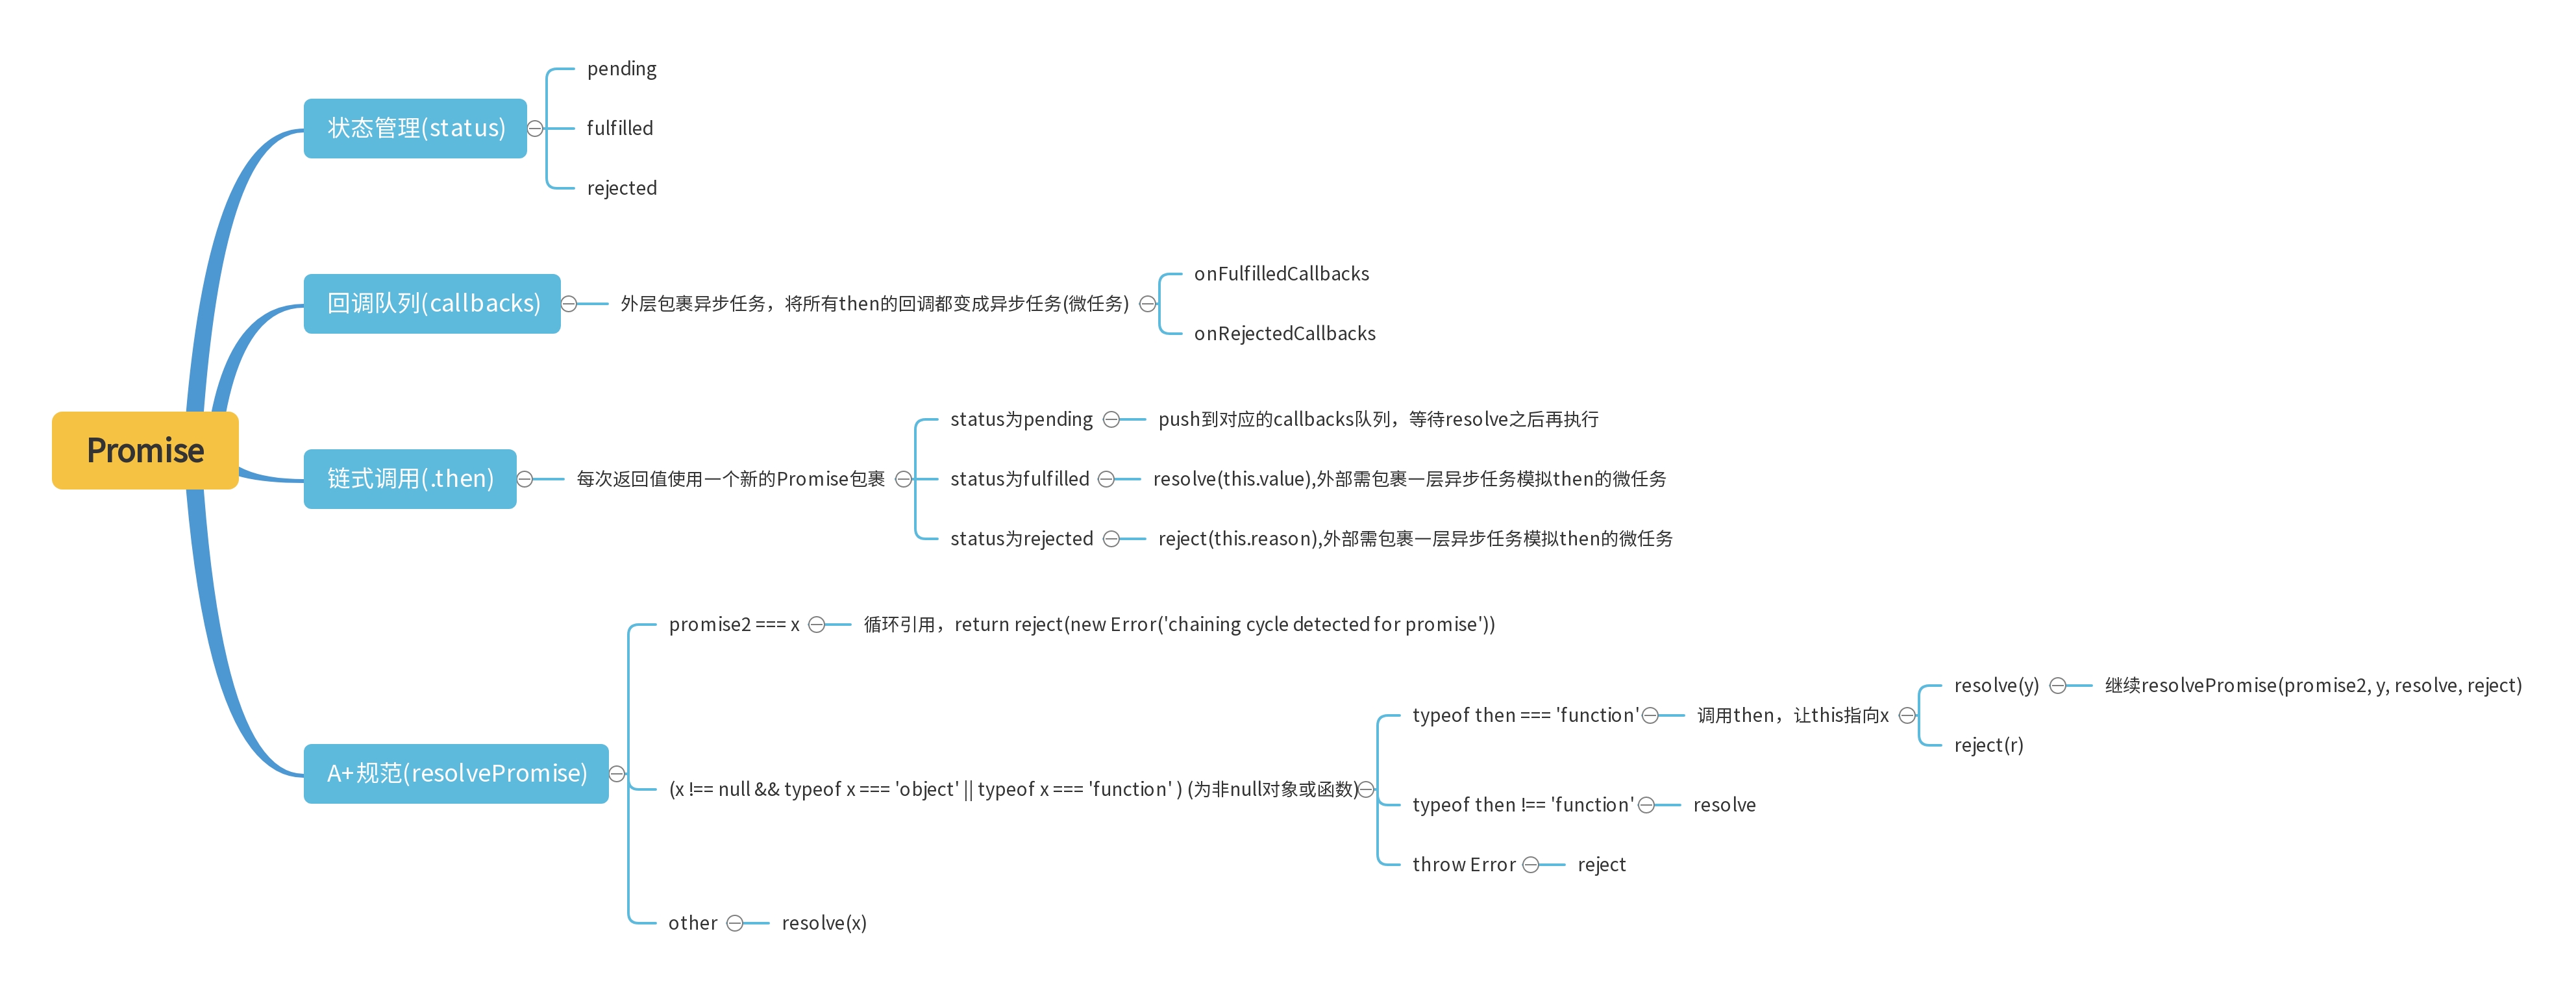 Promise
状态管理(status)
pending
fulfilled
rejected
回调队列(callbacks)
外层包裹异步任务，将所有then的回调都变成异步任务(微任务)
onFulfilledCallbacks
onRejectedCallbacks
链式调用(.then)
每次返回值使用一个新的Promise包裹
status为pending
push到对应的callbacks队列，等待resolve之后再执行
status为fulfilled
resolve(this.value),外部需包裹一层异步任务模拟then的微任务
status为rejected
reject(this.reason),外部需包裹一层异步任务模拟then的微任务
A+规范(resolvePromise)
promise2 === x
循环引用，return reject(new Error('chaining cycle detected for promise'))
(x !== null && typeof x === 'object' || typeof x === 'function' ) (为非null对象或函数)
typeof then === 'function'
调用then，让this指向x
resolve(y)
继续resolvePromise(promise2, y, resolve, reject)
reject(r)
typeof then !== 'function'
resolve
throw Error
reject
other
resolve(x)